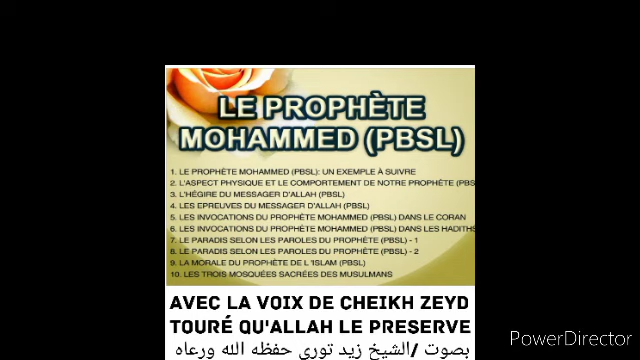 LE PROPHÈTE
MOHAMMED (PBSL)
1. LE PROPHÈTE MOHAMMED (PBSL): UN EXEMPLE À SUIVRE
2. L'ASPECT PHYSIQUE ET LE COMPORTEMENT DE NOTRE PROPHÈTE (PBS
3. L'HÉGIRE DU MESSAGER D'ALLAH (PBSL)
4. LES EPREUVES DU MESSAGER D'ALLAH (PBSL)
5. LES INVOCATIONS DU PROPHÈTE MOHAMMED (PBSL) DANS LE CORAN
6. LES INVOCATIONS DU PROPHÈTE MOHAMMED (PBSL) DANS LES HADITHS
7. LE PARADIS SELON LES PAROLES DU PROPHÈTE (PBSL) - 1
8. LE PARADIS SELON LES PAROLES DU PROPHÈTE (PBSL) - 2
9. LA MORALE DU PROPHÈTE DE L'ISLAM (PBSL)
10. LES TROIS MOSQUÉES SACRÉES DES MUSULMANS
AVEC LA VOIX DE CHEIKH ZEYD
TOURÉ QU'ALLAH LE PRESERVE
بصوت /الشيخ زيد توري حفظه الله ورعاه
PowerDirector